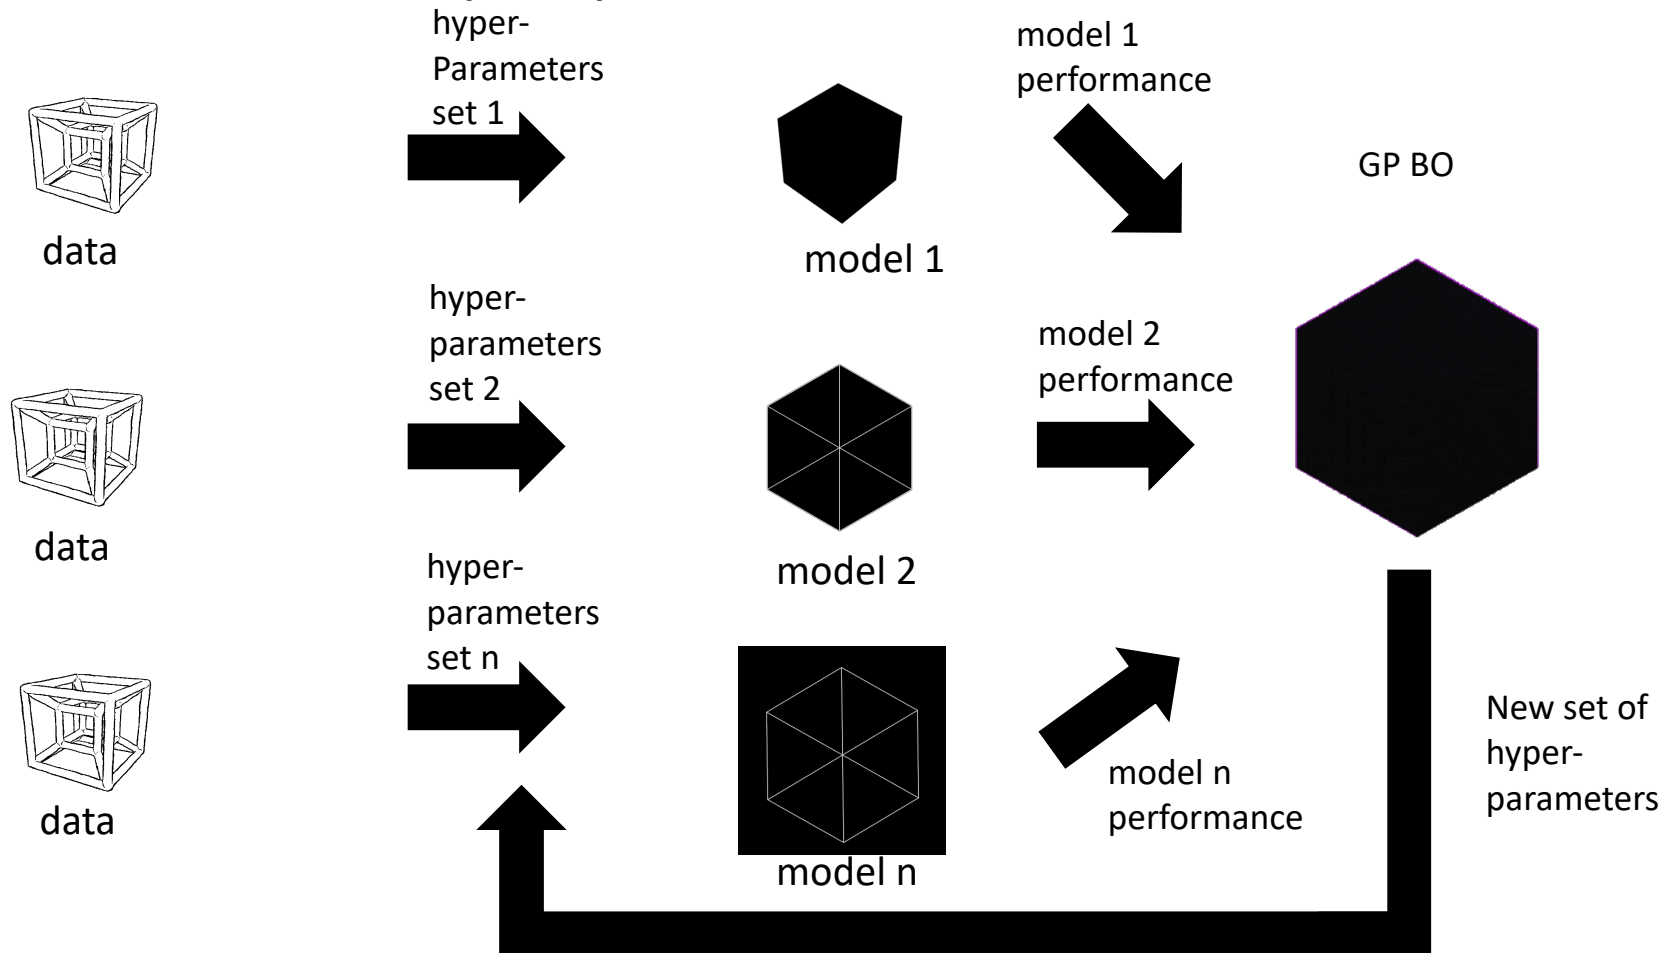 hyper-
Parameters
set 1
model 1
performance
GP BO
data
model 1
hyper-
parameters
set 2
model 2
performance
data
model 2
hyper-
parameters
set n
data
model n
model n
performance
New set of
hyper-
parameters